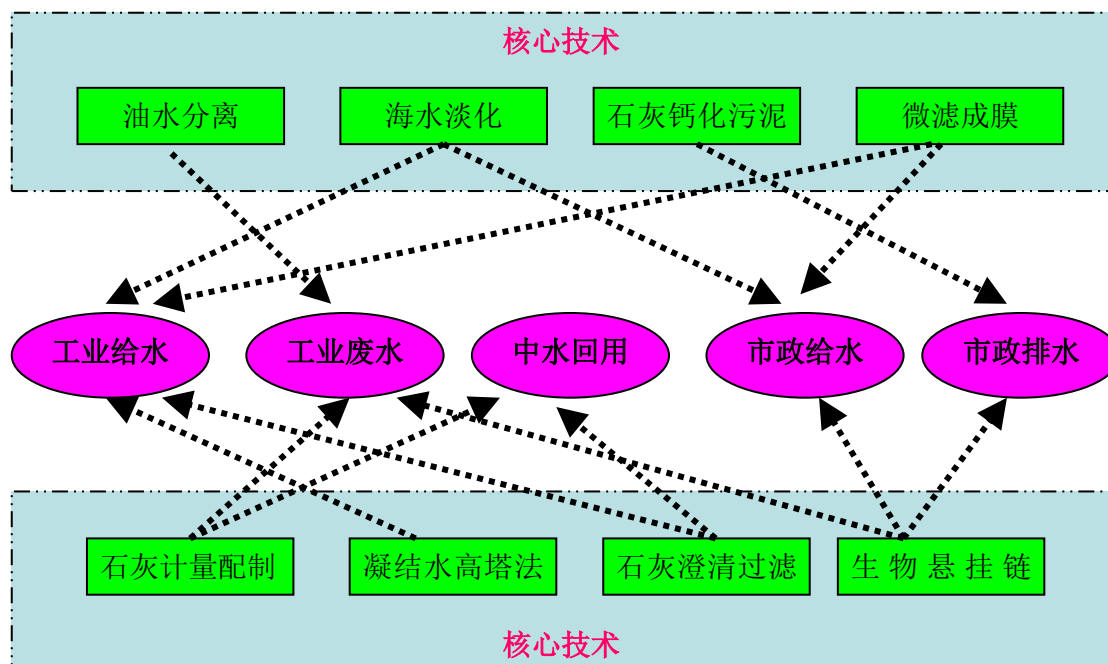 核心技术
油水分离
海水淡化
石灰钙化污泥
微滤成膜
工业给水
工业废水
中水回用
市政给水
市政排水
石灰计量配制
凝结水高塔法
石灰澄清过滤
生物悬挂链
核心技术